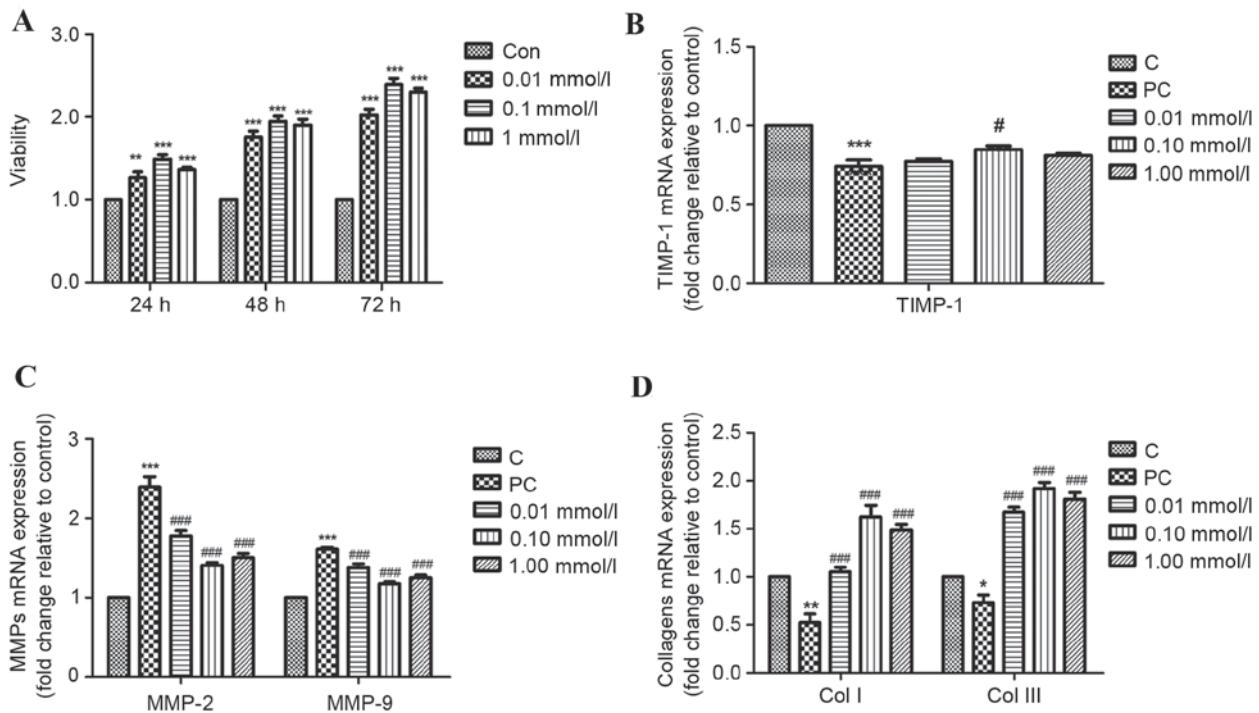 A
Viability
3.0
2.0
1.0
0.0
** *** ***
*** *** ***
*** *** ***
24 h 48 h 72 h
Con
0.01 mmol/l
0.1 mmol/l
1 mmol/l
B
TIMP-1 mRNA expression
(fold change relative to control)
1.5
1.0
0.5
0.0
***
#
TIMP-1
C
PC
0.01 mmol/l
0.10 mmol/l
1.00 mmol/l
C
MMPs mRNA expression
(fold change relative to control)
3
2
1
0
*** ### ### ###
*** ### ### ###
MMP-2 MMP-9
C
PC
0.01 mmol/l
0.10 mmol/l
1.00 mmol/l
D
Collagens mRNA expression
(fold change relative to control)
2.5
2.0
1.5
1.0
0.5
0.0
** ### ### ###
* ### ### ###
Col I Col III
C
PC
0.01 mmol/l
0.10 mmol/l
1.00 mmol/l